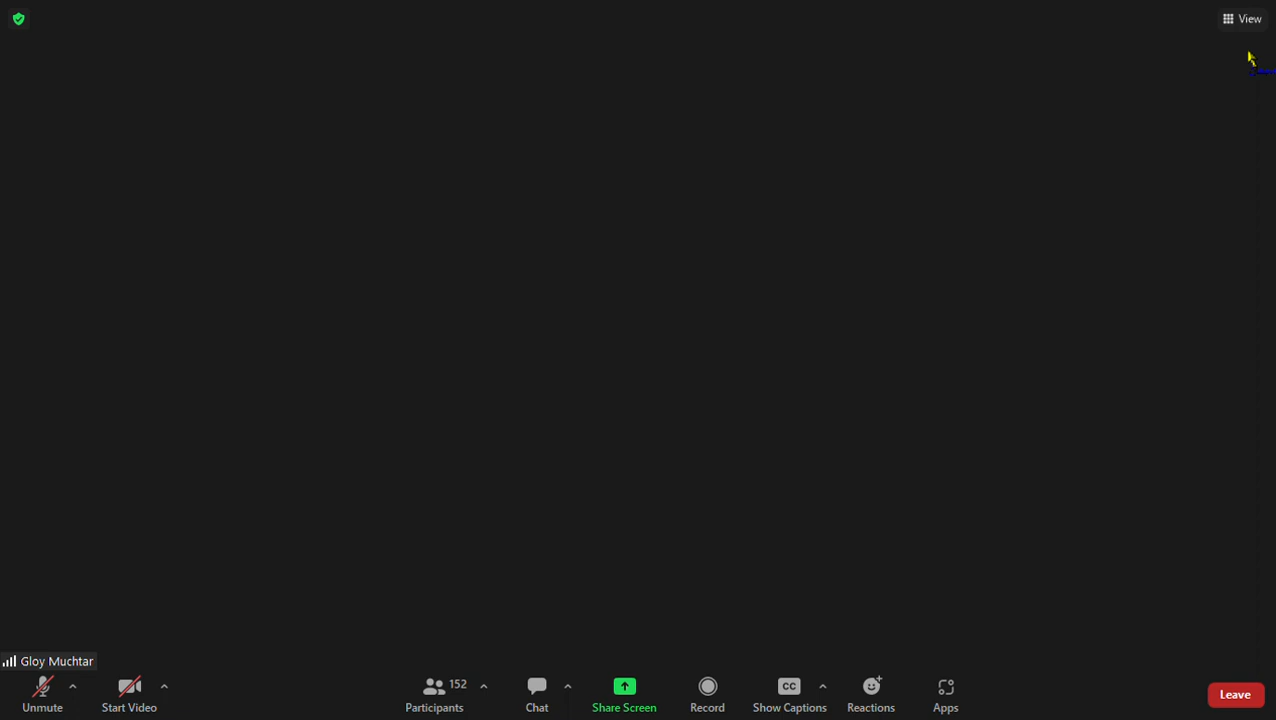 View
Gloy Muchtar
Unmute
Start Video
152
Participants
Chat
Share Screen
Record
CC
Show Captions
Reactions
Apps
Leave